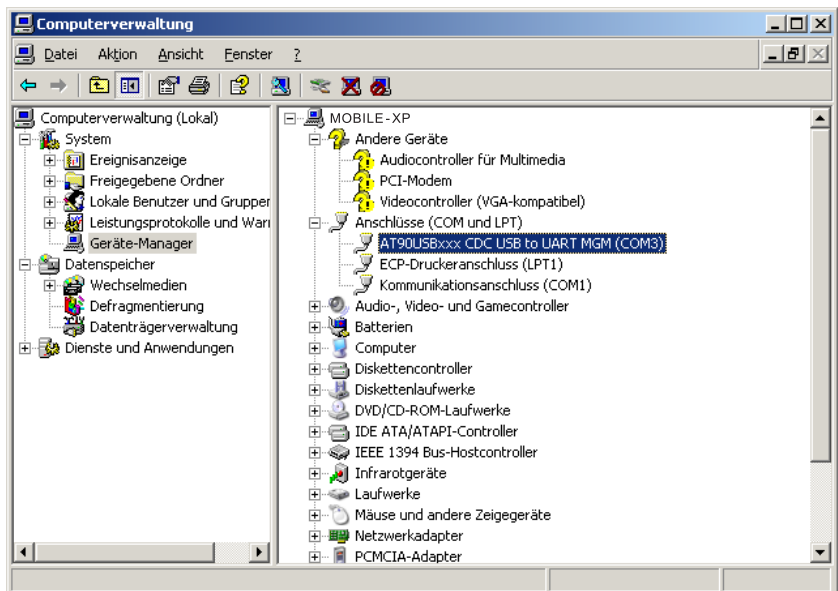 Computerverwaltung
Datei Aktion Ansicht Fenster ?
Computerverwaltung (Lokal)
System
Ereignisanzeige
Freigegebene Ordner
Lokale Benutzer und Gruppen
Leistungsprotokolle und Warn
Geräte-Manager
Datenspeicher
Wechselmedien
Defragmentierung
Datenträgerverwaltung
Dienste und Anwendungen
MOBILE-XP
Andere Geräte
Audiocontroller für Multimedia
PCI-Modem
Videocontroller (VGA-kompatibel)
Anschlüsse (COM und LPT)
AT90USBxxx CDC USB to UART MGM (COM3)
ECP-Druckeranschluss (LPT1)
Kommunikationsanschluss (COM1)
Audio-, Video- und Gamecontroller
Batterien
Computer
Diskettencontroller
Diskettenlaufwerke
DVD/CD-ROM-Laufwerke
IDE ATA/ATAPI-Controller
IEEE 1394 Bus-Hostcontroller
Infrarotgeräte
Laufwerke
Mäuse und andere Zeigegeräte
Netzwerkadapter
PCMCIA-Adapter